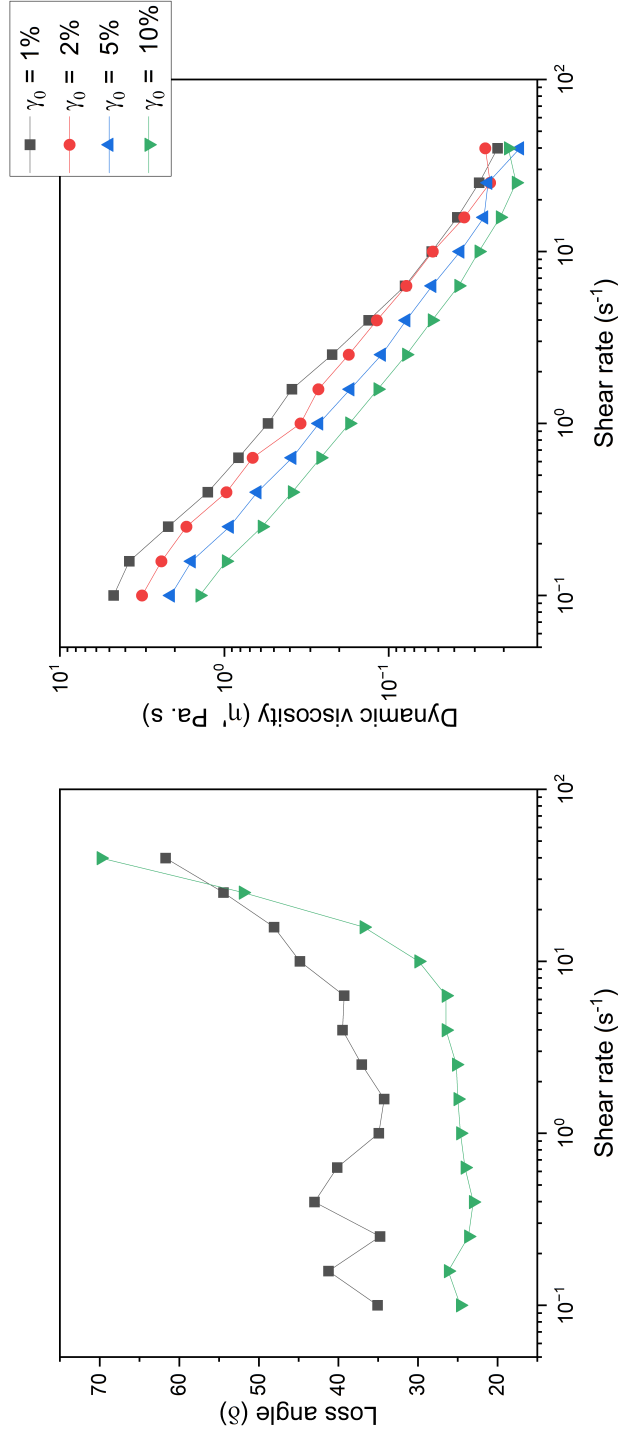 Loss angle (δ)
70
60
50
40
30
20
10⁻¹
10⁰
10¹
10²
Shear rate (s⁻¹)
Dynamic viscosity (η' Pa. s)
10¹
10⁰
10⁻¹
10⁻¹
10⁰
10¹
10²
Shear rate (s⁻¹)
γ₀ = 1%
γ₀ = 2%
γ₀ = 5%
γ₀ = 10%